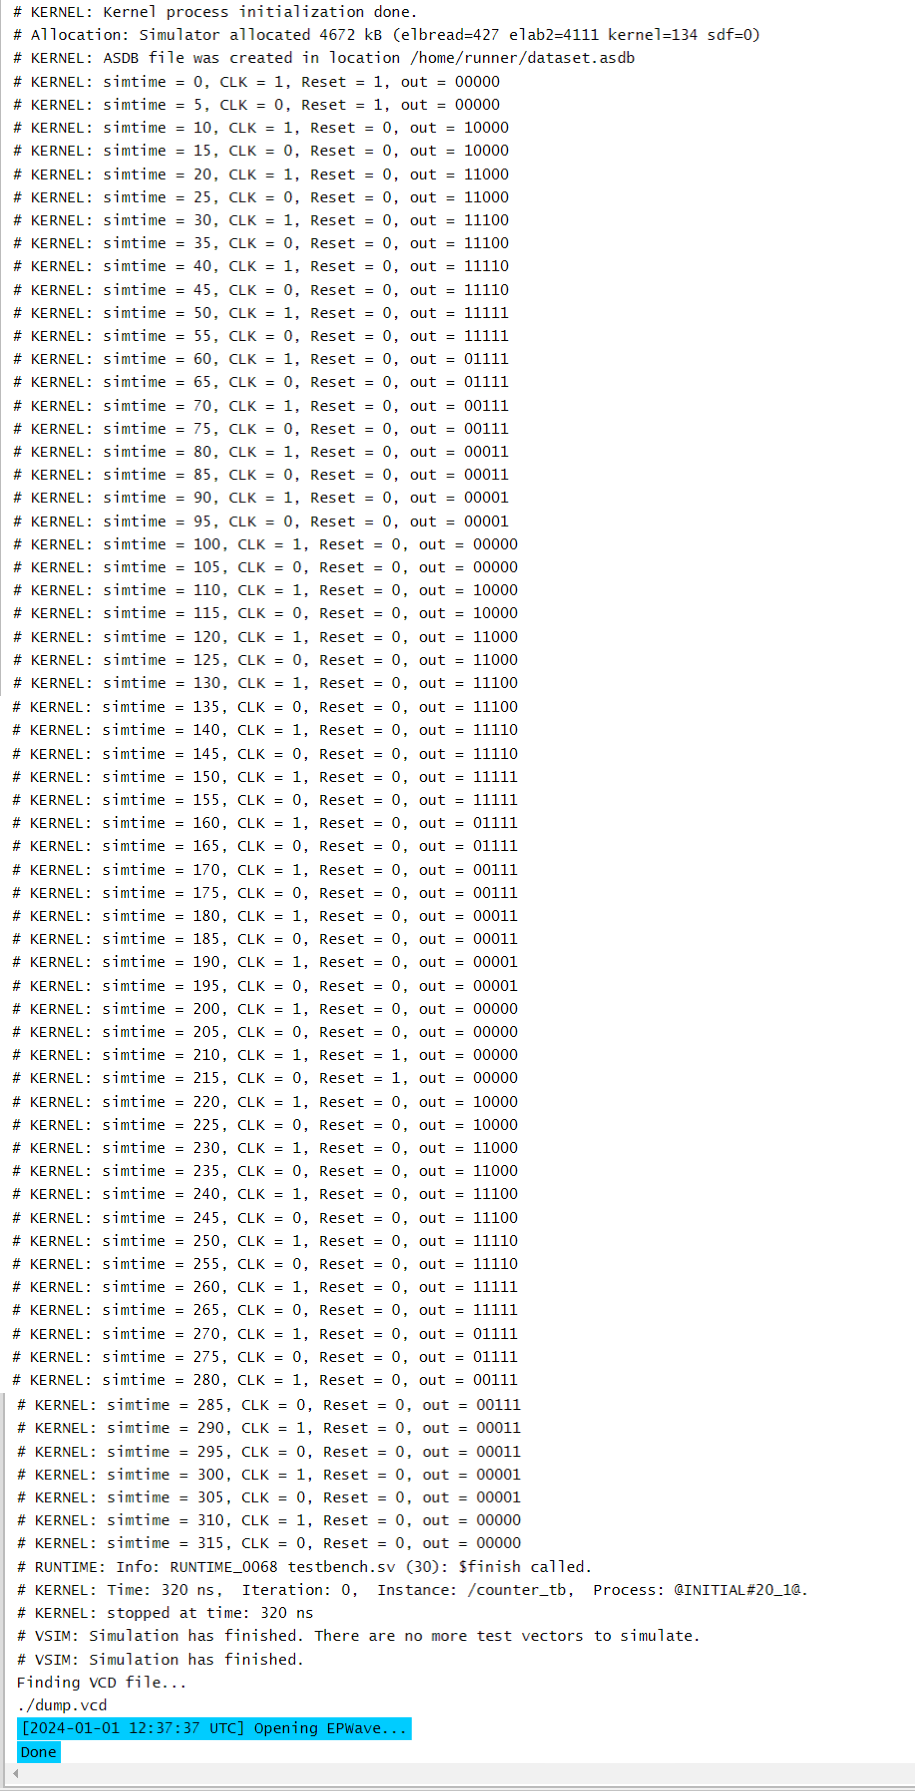 # KERNEL: Kernel process initialization done.
# Allocation: Simulator allocated 4672 kB (elbread=427 elab2=4111 kernel=134 sdf=0)
# KERNEL: ASDB file was created in location /home/runner/dataset.asdb
# KERNEL: simtime = 0, CLK = 1, Reset = 1, out = 00000
# KERNEL: simtime = 5, CLK = 0, Reset = 1, out = 00000
# KERNEL: simtime = 10, CLK = 1, Reset = 0, out = 10000
# KERNEL: simtime = 15, CLK = 0, Reset = 0, out = 10000
# KERNEL: simtime = 20, CLK = 1, Reset = 0, out = 11000
# KERNEL: simtime = 25, CLK = 0, Reset = 0, out = 11000
# KERNEL: simtime = 30, CLK = 1, Reset = 0, out = 11100
# KERNEL: simtime = 35, CLK = 0, Reset = 0, out = 11100
# KERNEL: simtime = 40, CLK = 1, Reset = 0, out = 11110
# KERNEL: simtime = 45, CLK = 0, Reset = 0, out = 11110
# KERNEL: simtime = 50, CLK = 1, Reset = 0, out = 11111
# KERNEL: simtime = 55, CLK = 0, Reset = 0, out = 11111
# KERNEL: simtime = 60, CLK = 1, Reset = 0, out = 01111
# KERNEL: simtime = 65, CLK = 0, Reset = 0, out = 01111
# KERNEL: simtime = 70, CLK = 1, Reset = 0, out = 00111
# KERNEL: simtime = 75, CLK = 0, Reset = 0, out = 00111
# KERNEL: simtime = 80, CLK = 1, Reset = 0, out = 00011
# KERNEL: simtime = 85, CLK = 0, Reset = 0, out = 00011
# KERNEL: simtime = 90, CLK = 1, Reset = 0, out = 00001
# KERNEL: simtime = 95, CLK = 0, Reset = 0, out = 00001
# KERNEL: simtime = 100, CLK = 1, Reset = 0, out = 00000
# KERNEL: simtime = 105, CLK = 0, Reset = 0, out = 00000
# KERNEL: simtime = 110, CLK = 1, Reset = 0, out = 10000
# KERNEL: simtime = 115, CLK = 0, Reset = 0, out = 10000
# KERNEL: simtime = 120, CLK = 1, Reset = 0, out = 11000
# KERNEL: simtime = 125, CLK = 0, Reset = 0, out = 11000
# KERNEL: simtime = 130, CLK = 1, Reset = 0, out = 11100
# KERNEL: simtime = 135, CLK = 0, Reset = 0, out = 11100
# KERNEL: simtime = 140, CLK = 1, Reset = 0, out = 11110
# KERNEL: simtime = 145, CLK = 0, Reset = 0, out = 11110
# KERNEL: simtime = 150, CLK = 1, Reset = 0, out = 11111
# KERNEL: simtime = 155, CLK = 0, Reset = 0, out = 11111
# KERNEL: simtime = 160, CLK = 1, Reset = 0, out = 01111
# KERNEL: simtime = 165, CLK = 0, Reset = 0, out = 01111
# KERNEL: simtime = 170, CLK = 1, Reset = 0, out = 00111
# KERNEL: simtime = 175, CLK = 0, Reset = 0, out = 00111
# KERNEL: simtime = 180, CLK = 1, Reset = 0, out = 00011
# KERNEL: simtime = 185, CLK = 0, Reset = 0, out = 00011
# KERNEL: simtime = 190, CLK = 1, Reset = 0, out = 00001
# KERNEL: simtime = 195, CLK = 0, Reset = 0, out = 00001
# KERNEL: simtime = 200, CLK = 1, Reset = 0, out = 00000
# KERNEL: simtime = 205, CLK = 0, Reset = 0, out = 00000
# KERNEL: simtime = 210, CLK = 1, Reset = 1, out = 00000
# KERNEL: simtime = 215, CLK = 0, Reset = 1, out = 00000
# KERNEL: simtime = 220, CLK = 1, Reset = 0, out = 10000
# KERNEL: simtime = 225, CLK = 0, Reset = 0, out = 10000
# KERNEL: simtime = 230, CLK = 1, Reset = 0, out = 11000
# KERNEL: simtime = 235, CLK = 0, Reset = 0, out = 11000
# KERNEL: simtime = 240, CLK = 1, Reset = 0, out = 11100
# KERNEL: simtime = 245, CLK = 0, Reset = 0, out = 11100
# KERNEL: simtime = 250, CLK = 1, Reset = 0, out = 11110
# KERNEL: simtime = 255, CLK = 0, Reset = 0, out = 11110
# KERNEL: simtime = 260, CLK = 1, Reset = 0, out = 11111
# KERNEL: simtime = 265, CLK = 0, Reset = 0, out = 11111
# KERNEL: simtime = 270, CLK = 1, Reset = 0, out = 01111
# KERNEL: simtime = 275, CLK = 0, Reset = 0, out = 01111
# KERNEL: simtime = 280, CLK = 1, Reset = 0, out = 00111
# KERNEL: simtime = 285, CLK = 0, Reset = 0, out = 00111
# KERNEL: simtime = 290, CLK = 1, Reset = 0, out = 00011
# KERNEL: simtime = 295, CLK = 0, Reset = 0, out = 00011
# KERNEL: simtime = 300, CLK = 1, Reset = 0, out = 00001
# KERNEL: simtime = 305, CLK = 0, Reset = 0, out = 00001
# KERNEL: simtime = 310, CLK = 1, Reset = 0, out = 00000
# KERNEL: simtime = 315, CLK = 0, Reset = 0, out = 00000
# RUNTIME: Info: RUNTIME_0068 testbench.sv (30): $finish called.
# KERNEL: Time: 320 ns,  Iteration: 0,  Instance: /counter_tb,  Process: @INITIAL#20_1@.
# KERNEL: stopped at time: 320 ns
# VSIM: Simulation has finished. There are no more test vectors to simulate.
# VSIM: Simulation has finished.
Finding VCD file...
./dump.vcd
[2024-01-01 12:37:37 UTC] Opening EPWave...
Done